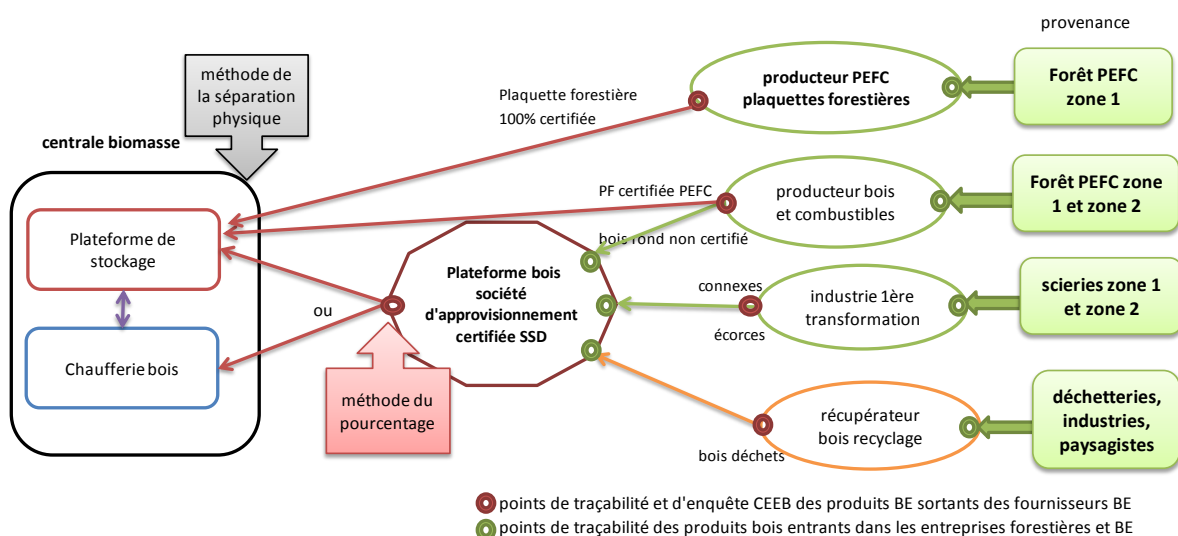 provenance
méthode de
la séparation
physique
centrale biomasse
Plaquette forestière
100% certifiée
producteur PEFC
plaquettes forestières
Forêt PEFC
zone 1
PF certifiée PEFC
producteur bois
et combustibles
Forêt PEFC zone
1 et zone 2
bois rond non certifié
Plateforme de
stockage
Plateforme bois
société
d'approvisionnement
certifiée SSD
connexes
écorces
industrie 1ère
transformation
scieries zone 1
et zone 2
ou
Chaufferie bois
méthode du
pourcentage
récupérateur
bois recyclage
bois déchets
déchetteries,
industries,
paysagistes
points de traçabilité et d'enquête CEEB des produits BE sortants des fournisseurs BE
points de traçabilité des produits bois entrants dans les entreprises forestières et BE